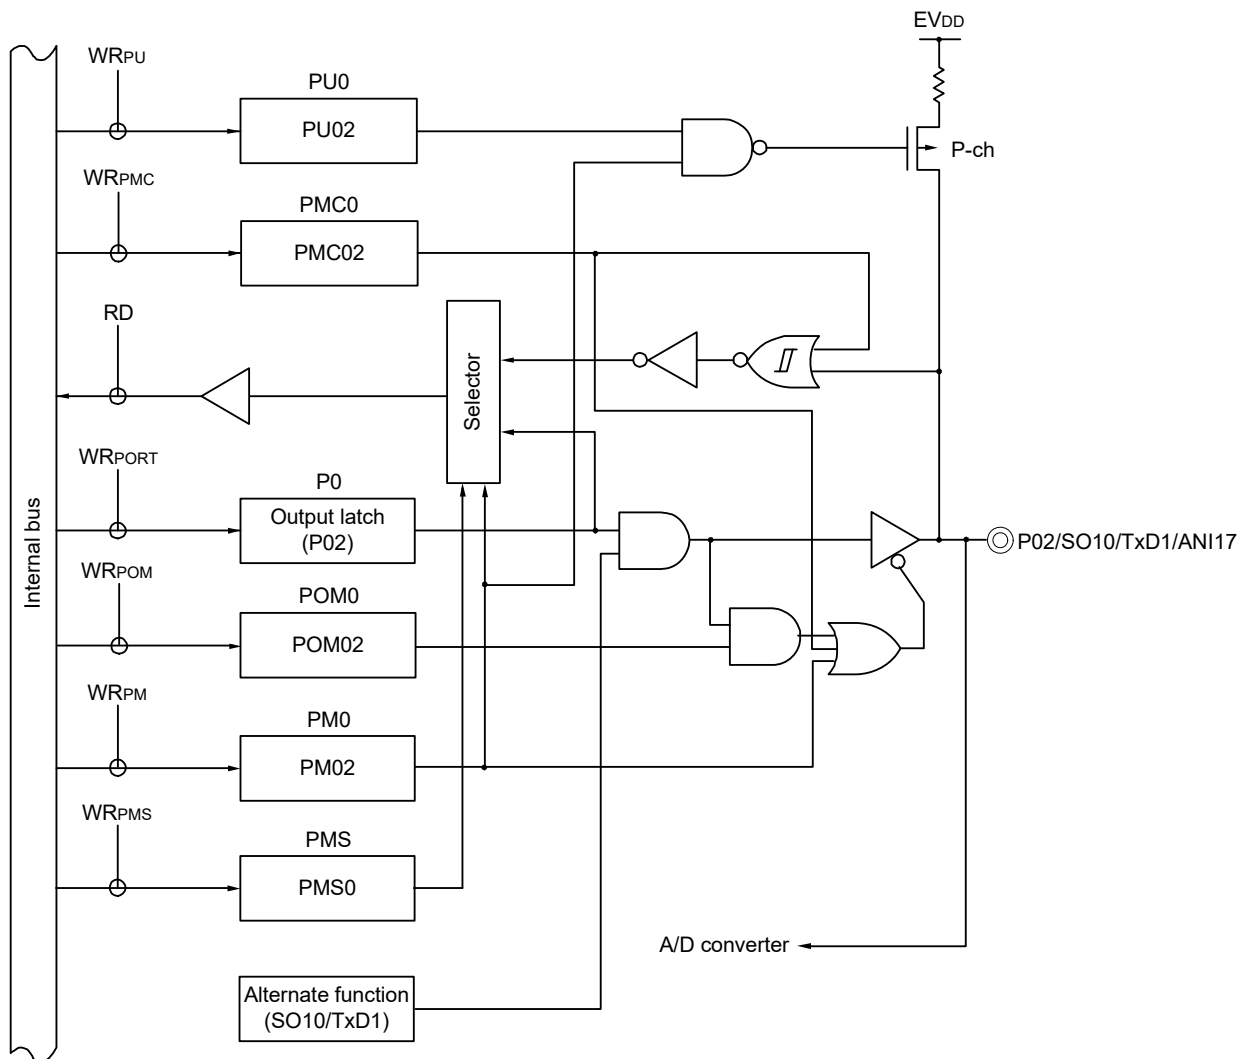 EVDD
WRPU
PU0
PU02
P-ch
WRPMC
PMC0
PMC02
RD
Selector
WRPORT
P0
Output latch
(P02)
Internal bus
P02/SO10/TxD1/ANI17
WRPOM
POM0
POM02
WRPM
PM0
PM02
WRPMS
PMS
PMS0
A/D converter
Alternate function
(SO10/TxD1)